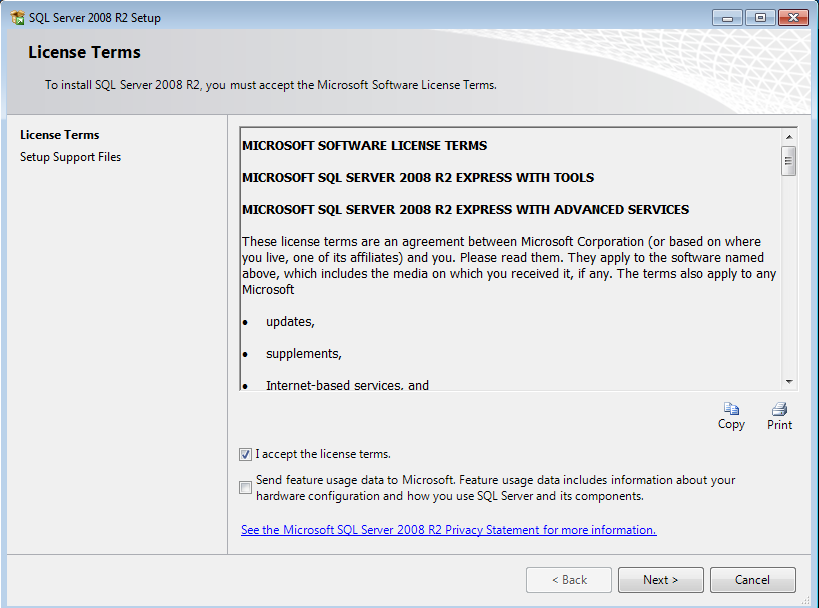 SQL Server 2008 R2 Setup
License Terms
To install SQL Server 2008 R2, you must accept the Microsoft Software License Terms.
License Terms
Setup Support Files
MICROSOFT SOFTWARE LICENSE TERMS
MICROSOFT SQL SERVER 2008 R2 EXPRESS WITH TOOLS
MICROSOFT SQL SERVER 2008 R2 EXPRESS WITH ADVANCED SERVICES
These license terms are an agreement between Microsoft Corporation (or based on where
you live, one of its affiliates) and you. Please read them. They apply to the software named
above, which includes the media on which you received it, if any. The terms also apply to any
Microsoft
• updates,
• supplements,
• Internet-based services, and
Copy
Print
I accept the license terms.
Send feature usage data to Microsoft. Feature usage data includes information about your
hardware configuration and how you use SQL Server and its components.
See the Microsoft SQL Server 2008 R2 Privacy Statement for more information.
< Back
Next >
Cancel